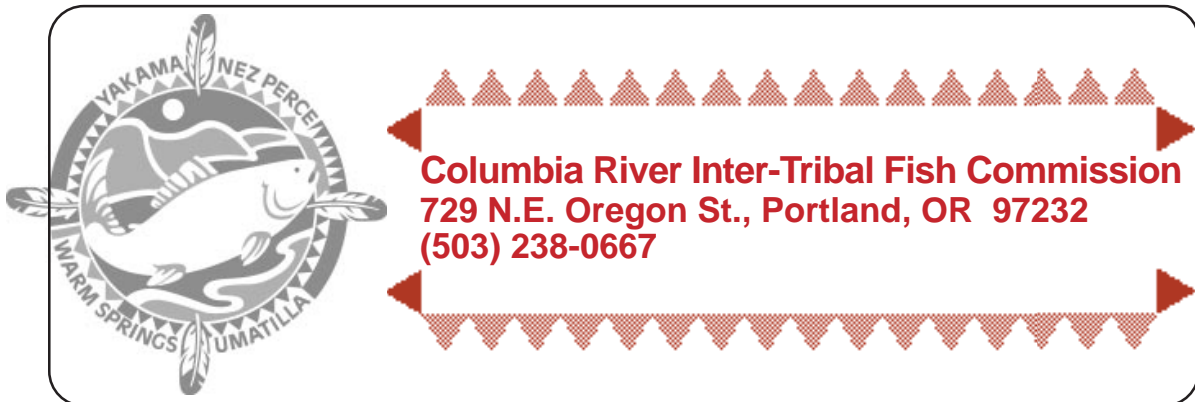 YAKAMA
NEZ PERCE
WARM SPRINGS
UMATILLA
Columbia River Inter-Tribal Fish Commission
729 N.E. Oregon St., Portland, OR  97232
(503) 238-0667